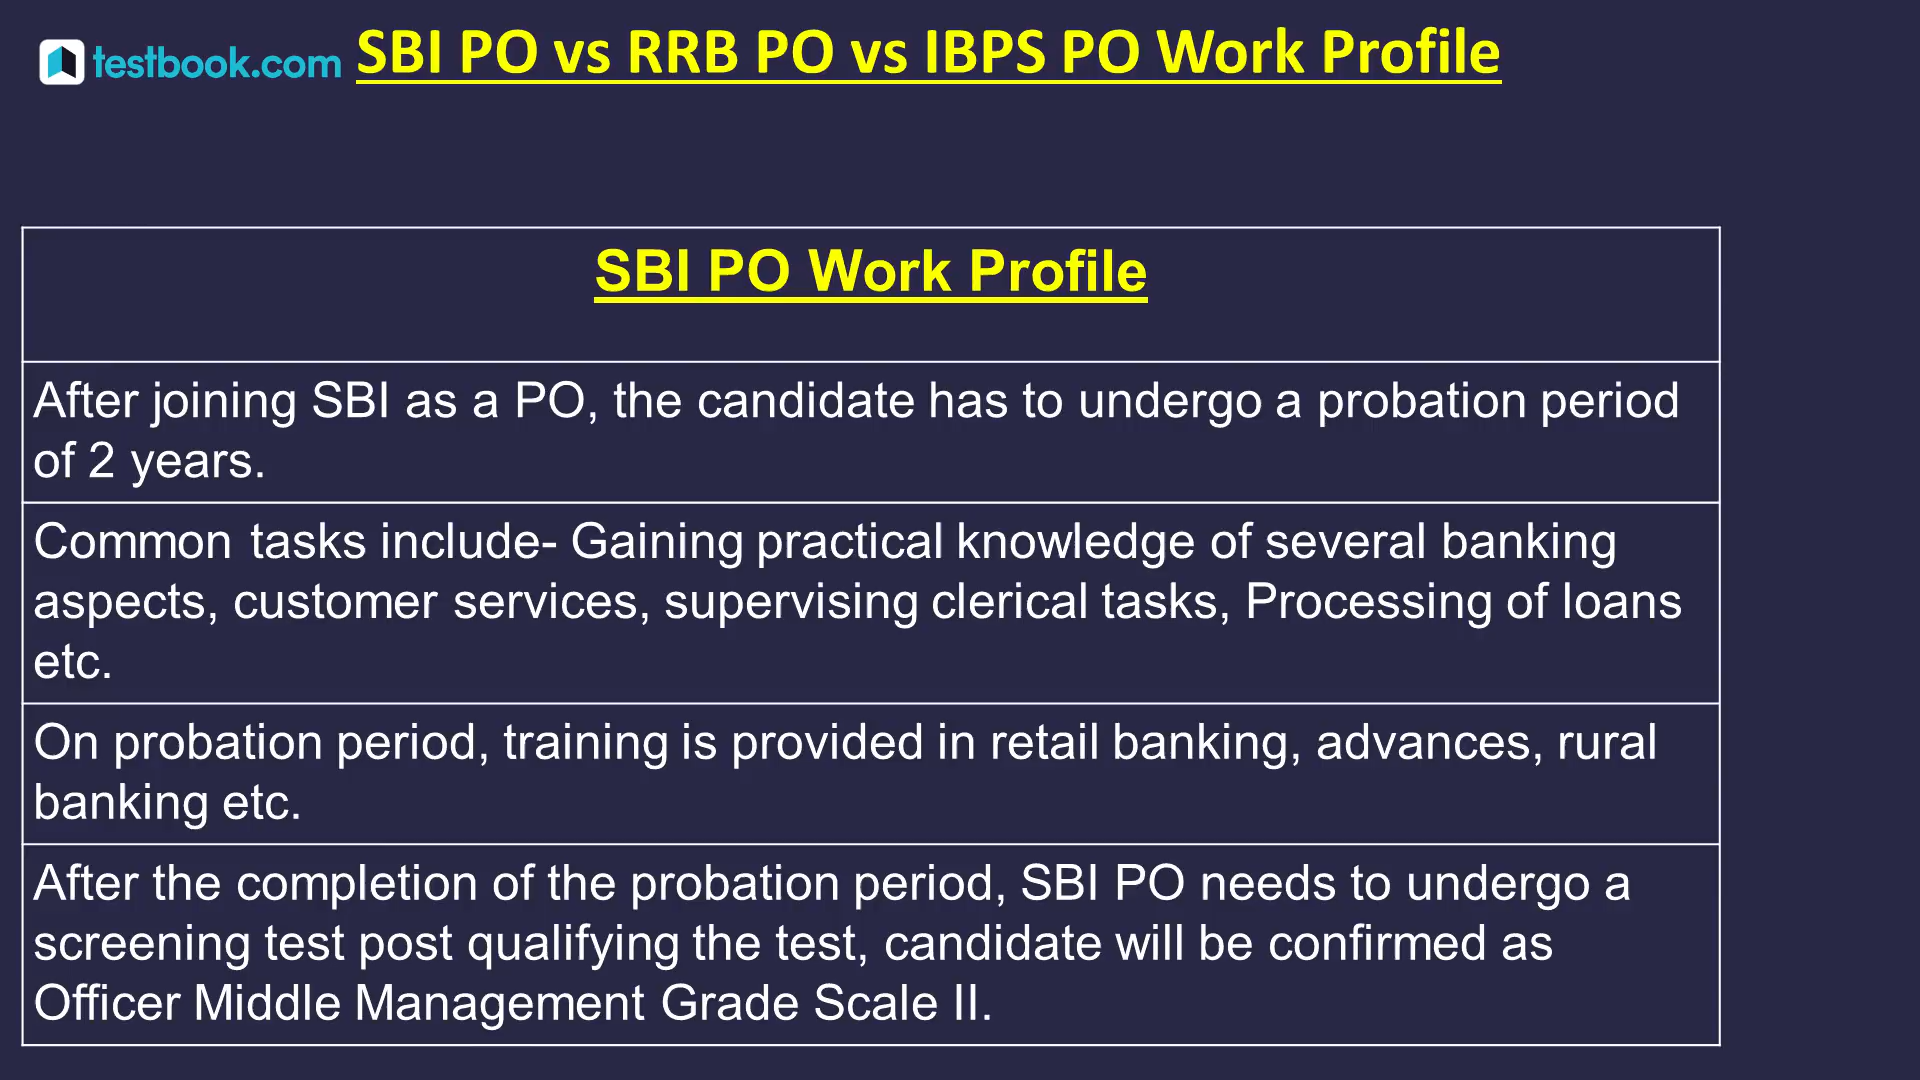 testbook.com SBI PO vs RRB PO vs IBPS PO Work Profile
SBI PO Work Profile
After joining SBI as a PO, the candidate has to undergo a probation period
of 2 years.
Common tasks include- Gaining practical knowledge of several banking
aspects, customer services, supervising clerical tasks, Processing of loans
etc.
On probation period, training is provided in retail banking, advances, rural
banking etc.
After the completion of the probation period, SBI PO needs to undergo a
screening test post qualifying the test, candidate will be confirmed as
Officer Middle Management Grade Scale II.